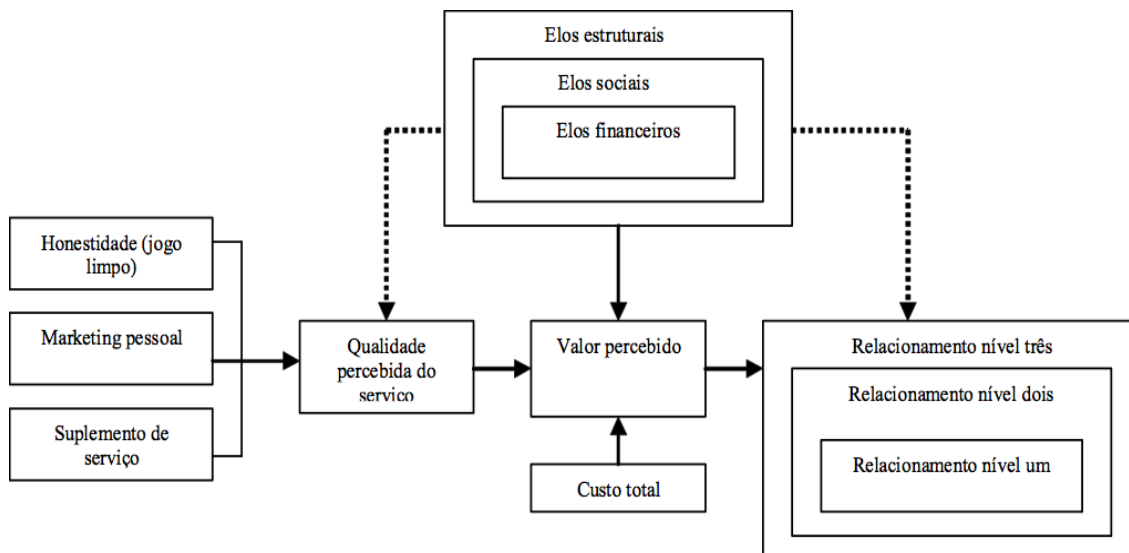 Elos estruturais
Elos sociais
Elos financeiros
Honestidade (jogo
limpo)
Marketing pessoal
Suplemento de
serviço
Qualidade
percebida do
serviço
Valor percebido
Custo total
Relacionamento nível três
Relacionamento nível dois
Relacionamento nível um